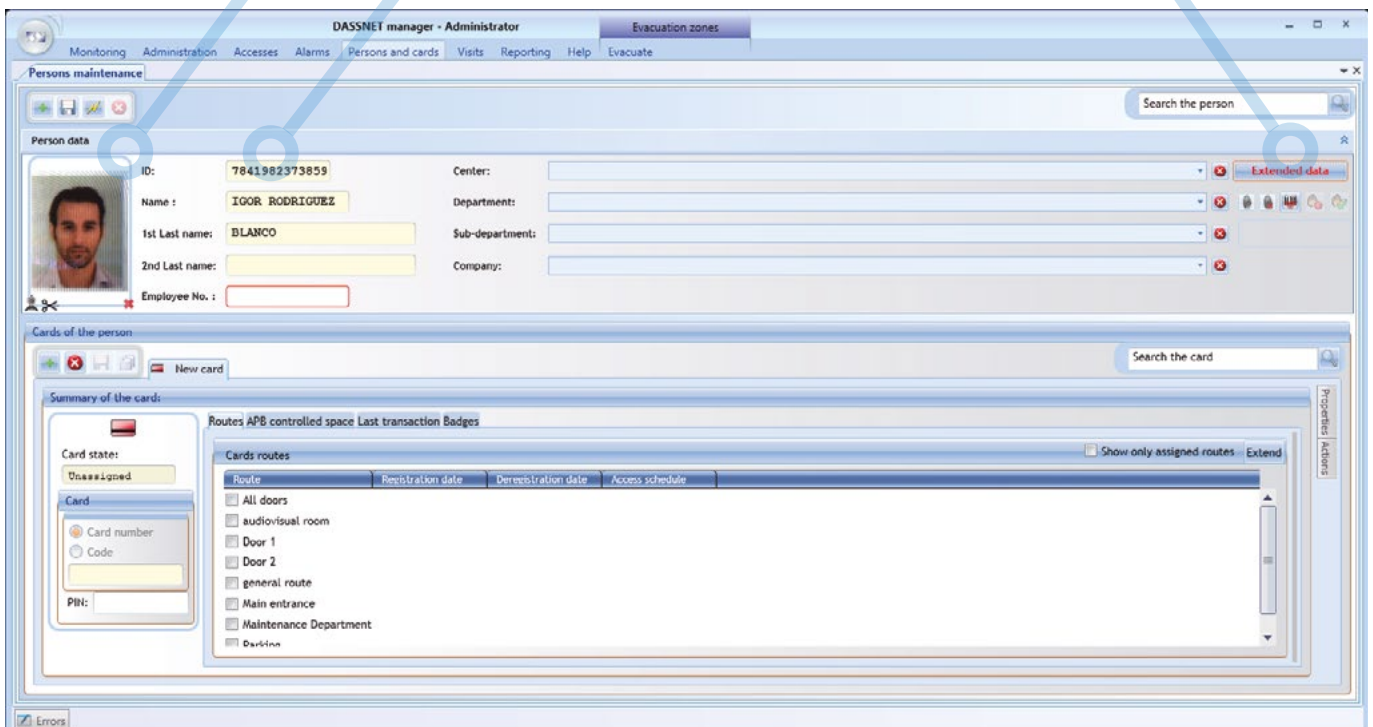 DASSNET manager - Administrator
Evacuation zones
Monitoring Administration Accesses Alarms Persons and cards Visits Reporting Help Evacuate
Persons maintenance
Search the person
Person data
ID: 7841982373859 Center: Extended data
Name : IGOR RODRIGUEZ Department:
1st Last name: BLANCO Sub-department:
2nd Last name: Company:
Employee No. :
Cards of the person
New card
Search the card
Summary of the card:
Properties Actions
Routes APB controlled space Last transaction Badges
Card state:
Unassigned
Card
Card number
Code
PIN:
Cards routes Show only assigned routes Extend
Route Registration date Deregistration date Access schedule
All doors
audiovisual room
Door 1
Door 2
general route
Main entrance
Maintenance Department
Parking
Errors